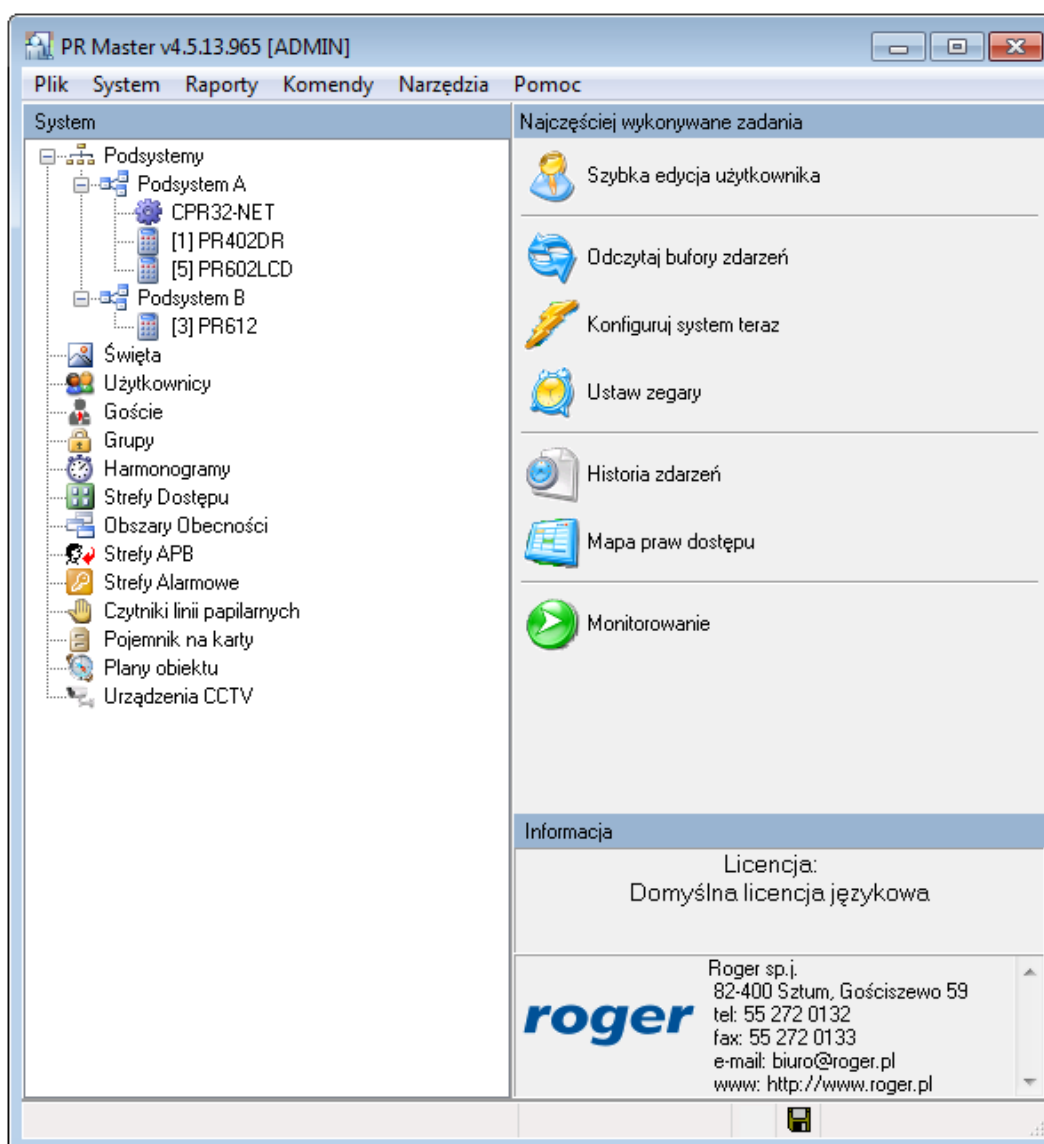 PR Master v4.5.13.965 [ADMIN]
Plik System Raporty Komendy Narzędzia Pomoc
System
Podsystemy
Podsystem A
CPR32-NET
[1] PR402DR
[5] PR602LCD
Podsystem B
[3] PR612
Święta
Użytkownicy
Goście
Grupy
Harmonogramy
Strefy Dostępu
Obszary Obecności
Strefy APB
Strefy Alarmowe
Czytniki linii papilarnych
Pojemnik na karty
Plany obiektu
Urządzenia CCTV
Najczęściej wykonywane zadania
Szybka edycja użytkownika
Odczytaj bufory zdarzeń
Konfiguruj system teraz
Ustaw zegary
Historia zdarzeń
Mapa praw dostępu
Monitorowanie
Informacja
Licencja:
Domyślna licencja językowa
roger
Roger sp.j.
82-400 Sztum, Gościszewo 59
tel: 55 272 0132
fax: 55 272 0133
e-mail: biuro@roger.pl
www: http://www.roger.pl